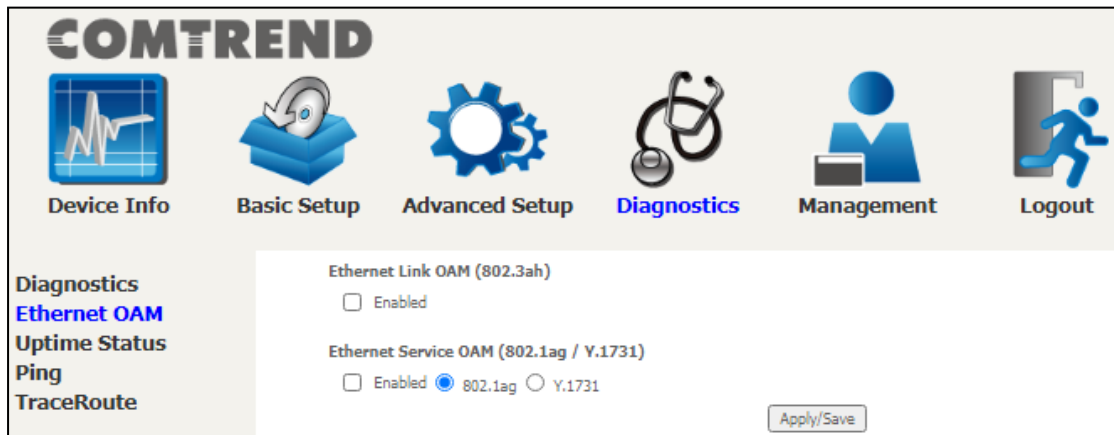 COMTREND
Device Info
Basic Setup
Advanced Setup
Diagnostics
Management
Logout
Diagnostics
Ethernet OAM
Uptime Status
Ping
TraceRoute
Ethernet Link OAM (802.3ah)
Enabled
Ethernet Service OAM (802.1ag / Y.1731)
Enabled 802.1ag Y.1731
Apply/Save